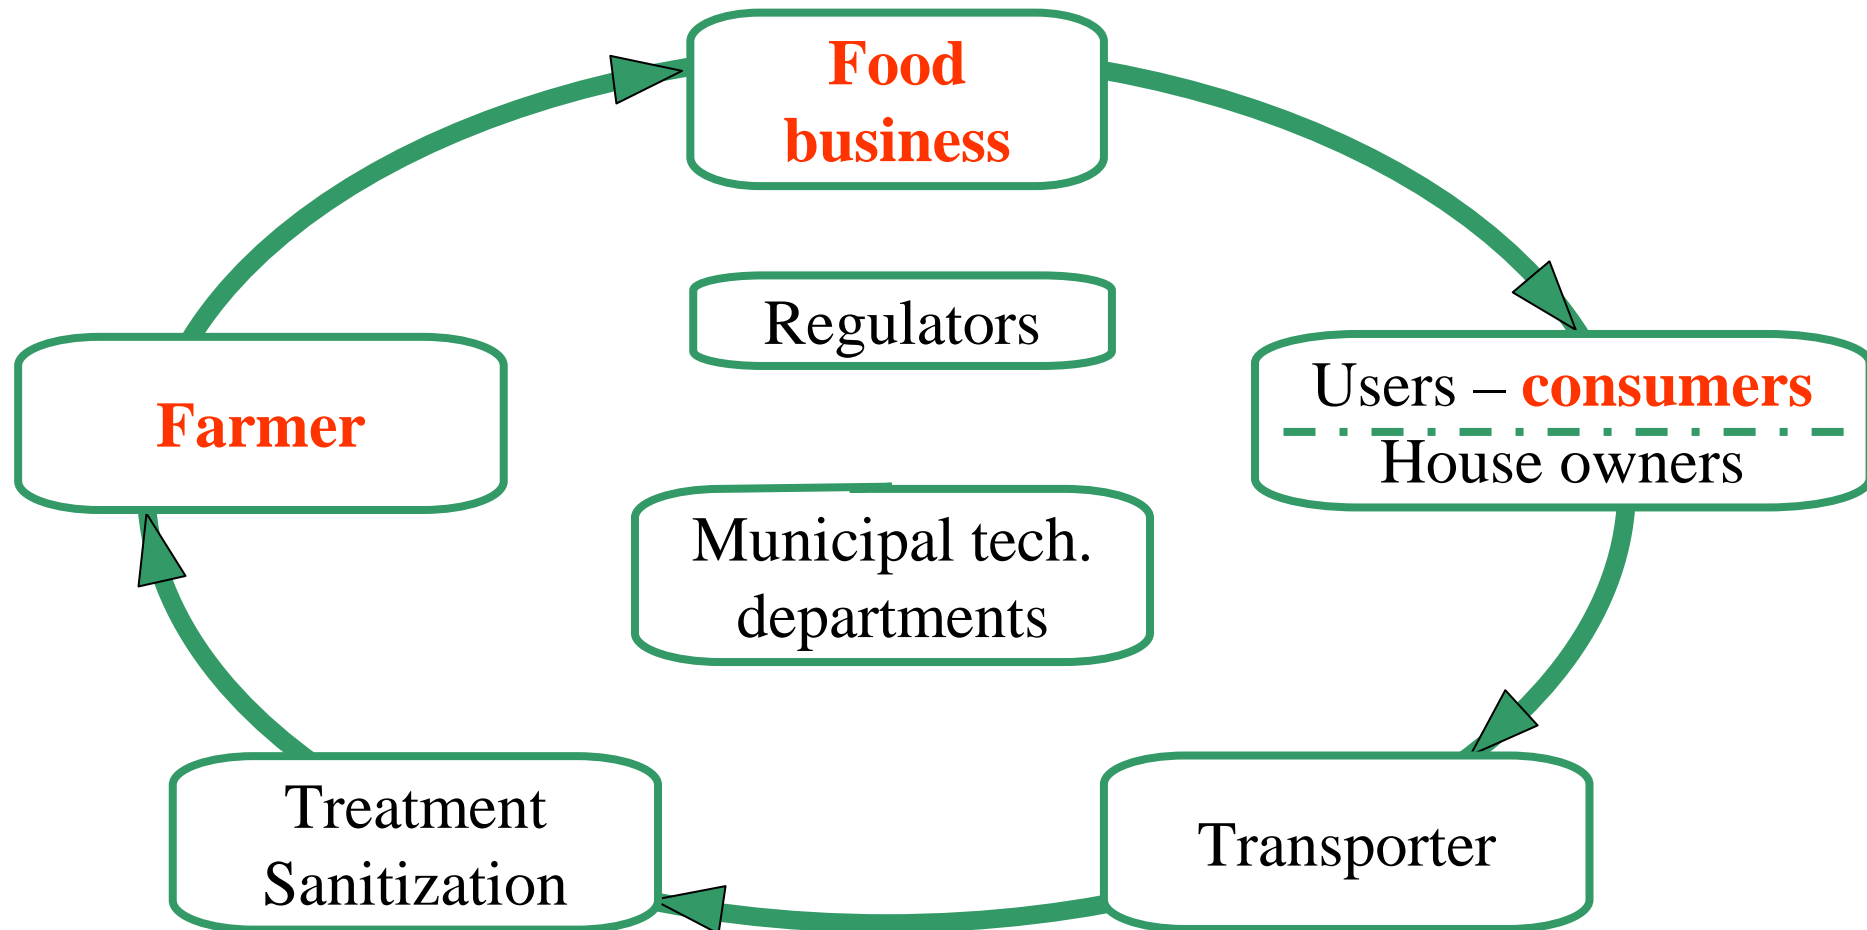 Food
business
Regulators
Users – consumers
House owners
Farmer
Municipal tech.
departments
Treatment
Sanitization
Transporter